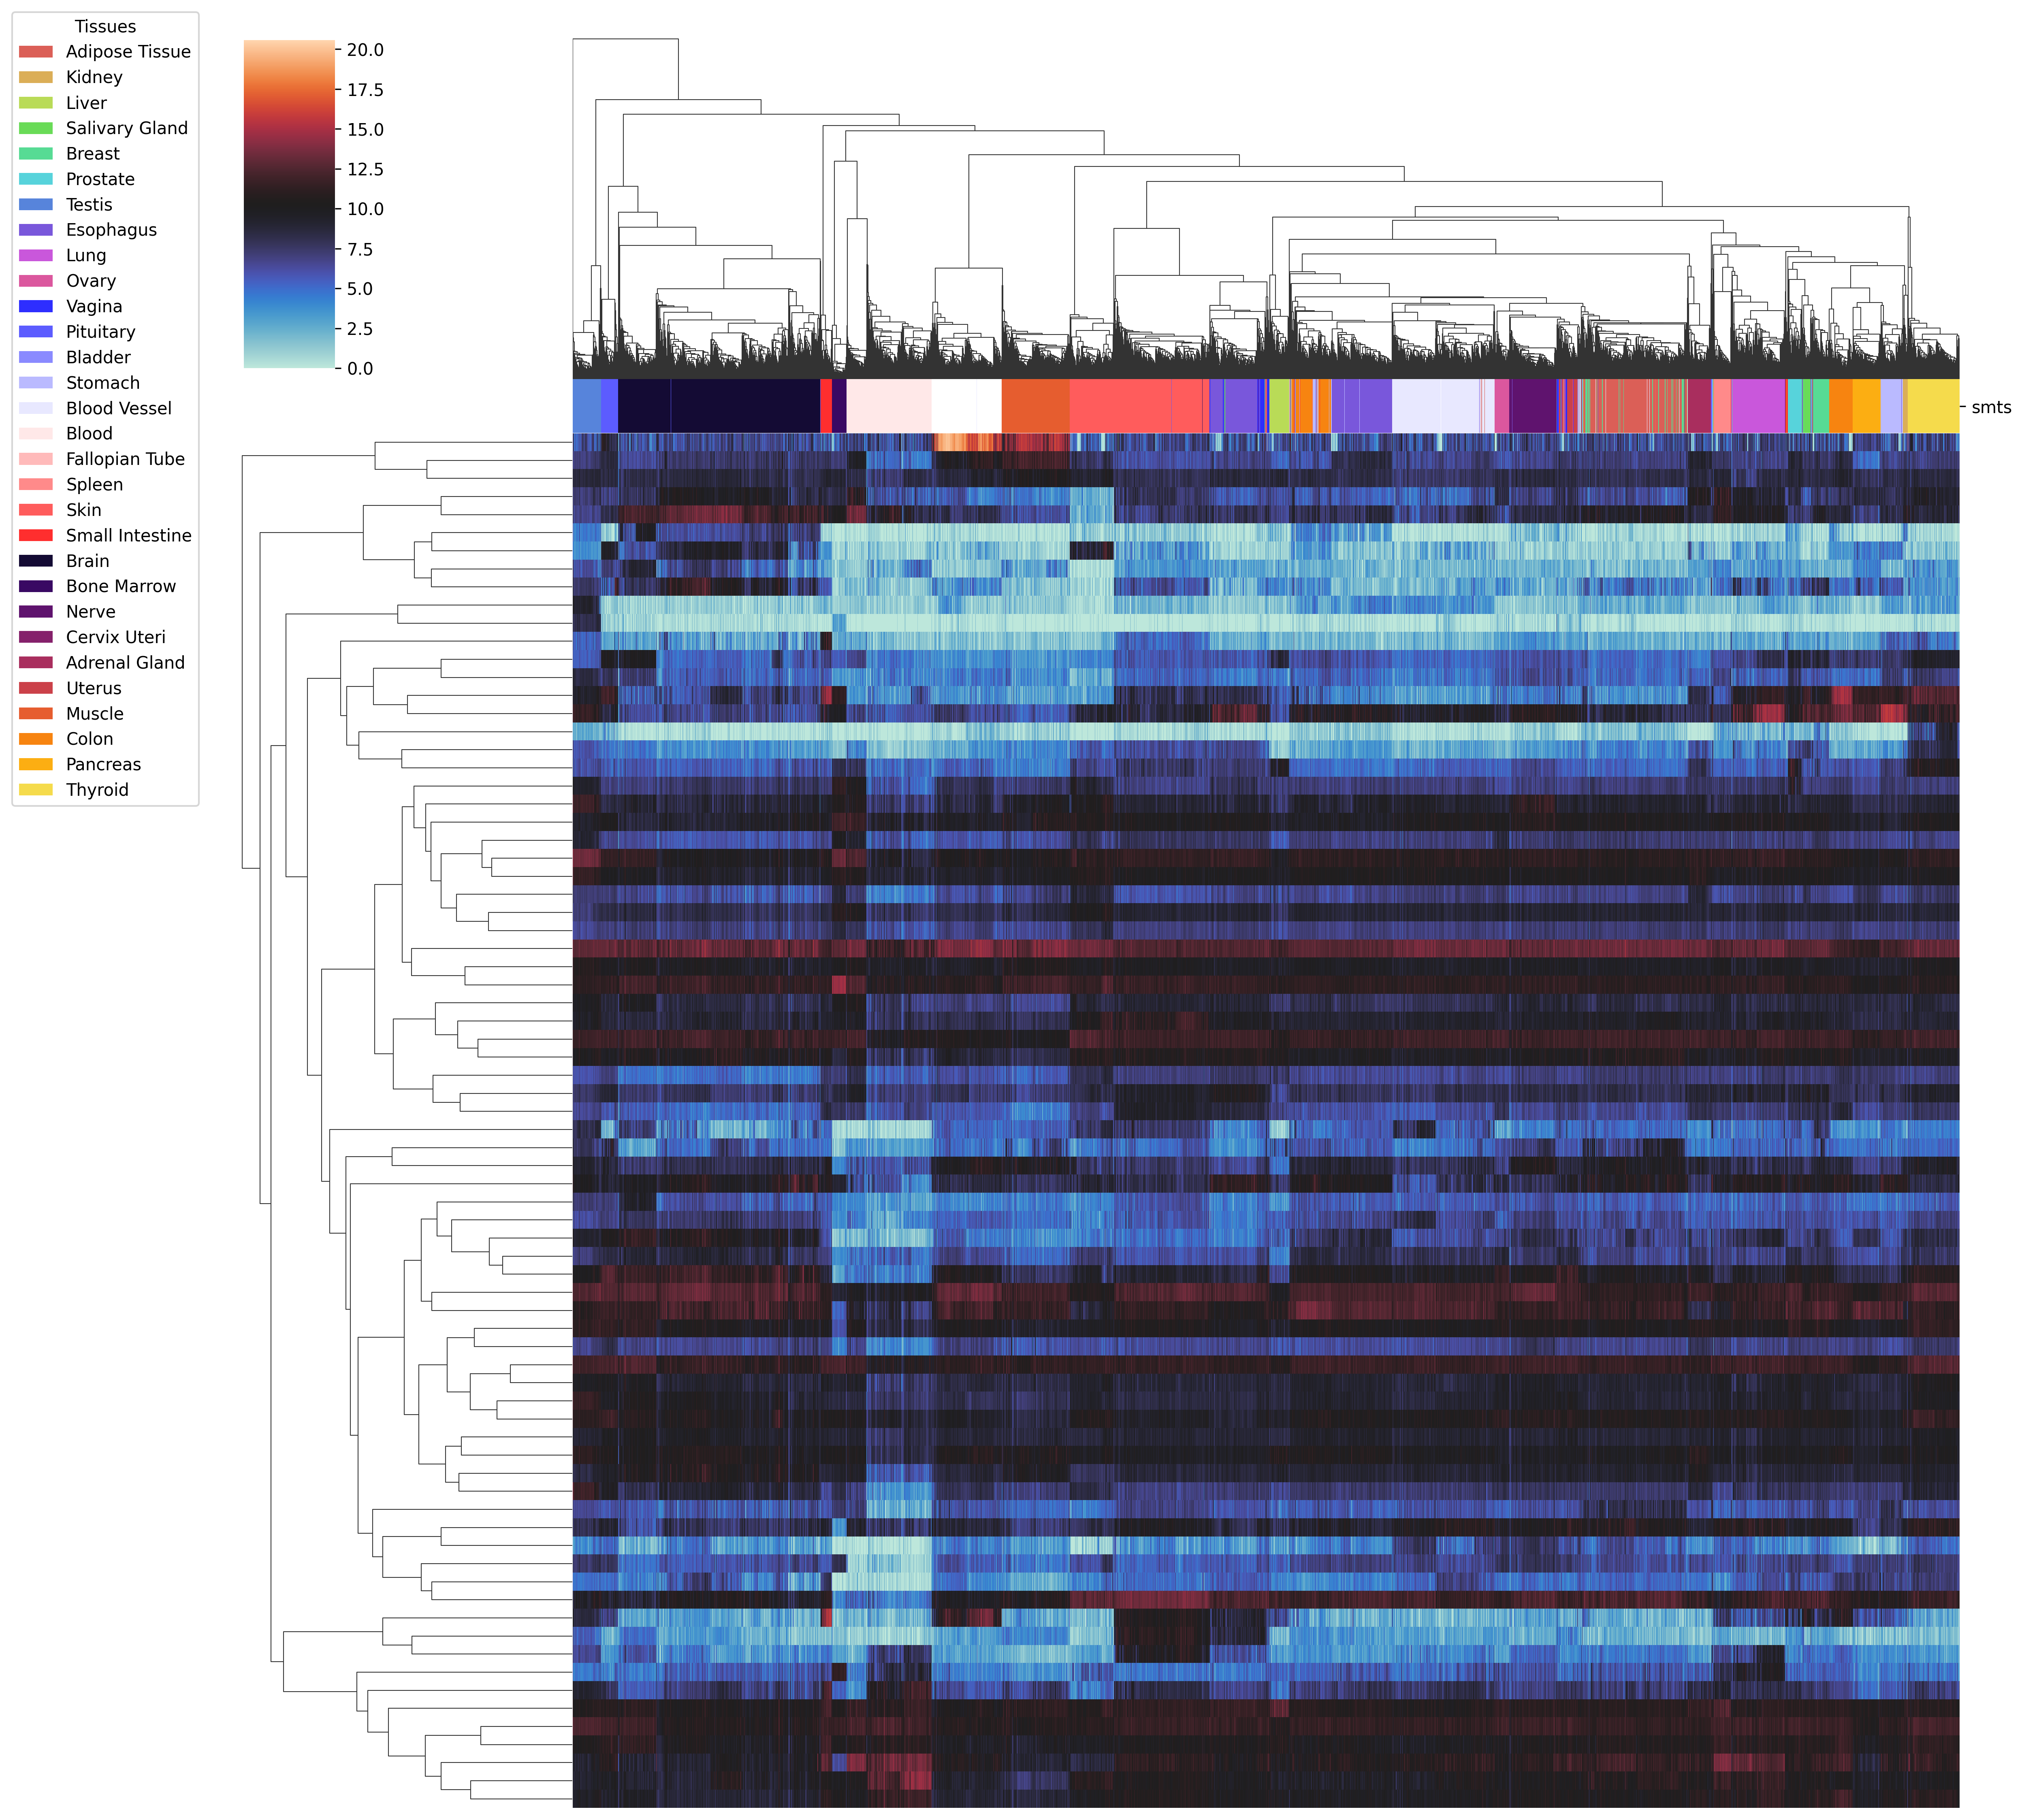 Tissues
Adipose Tissue
Kidney
Liver
Salivary Gland
Breast
Prostate
Testis
Esophagus
Lung
Ovary
Vagina
Pituitary
Bladder
Stomach
Blood Vessel
Blood
Fallopian Tube
Spleen
Skin
Small Intestine
Brain
Bone Marrow
Nerve
Cervix Uteri
Adrenal Gland
Uterus
Muscle
Colon
Pancreas
Thyroid
20.0
17.5
15.0
12.5
10.0
7.5
5.0
2.5
0.0
smts